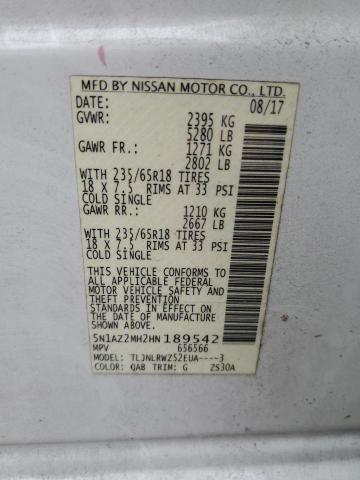 MFD BY NISSAN MOTOR CO., LTD.
DATE: 08/17
GVWR: 2395 KG
5280 LB
GAWR FR.: 1271 KG
2802 LB
WITH 235/65R18 TIRES
18 X 7.5 RIMS AT 33 PSI
COLD SINGLE
GAWR RR.: 1210 KG
2667 LB
WITH 235/65R18 TIRES
18 X 7.5 RIMS AT 33 PSI
COLD SINGLE
THIS VEHICLE CONFORMS TO
ALL APPLICABLE FEDERAL
MOTOR VEHICLE SAFETY,
BUMPER, AND
THEFT PREVENTION
STANDARDS IN EFFECT ON
THE DATE OF MANUFACTURE
SHOWN ABOVE.
5N1AZ2MH2HN189542
MPV 656566
MODEL: TLJNLRWZS2EUA----3
COLOR: QAB TRIM: G ZS30A